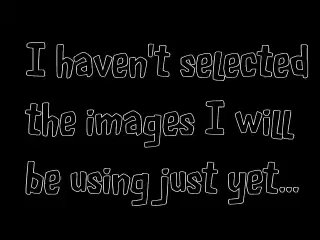 I haven't selected
the images I will
be using just yet...